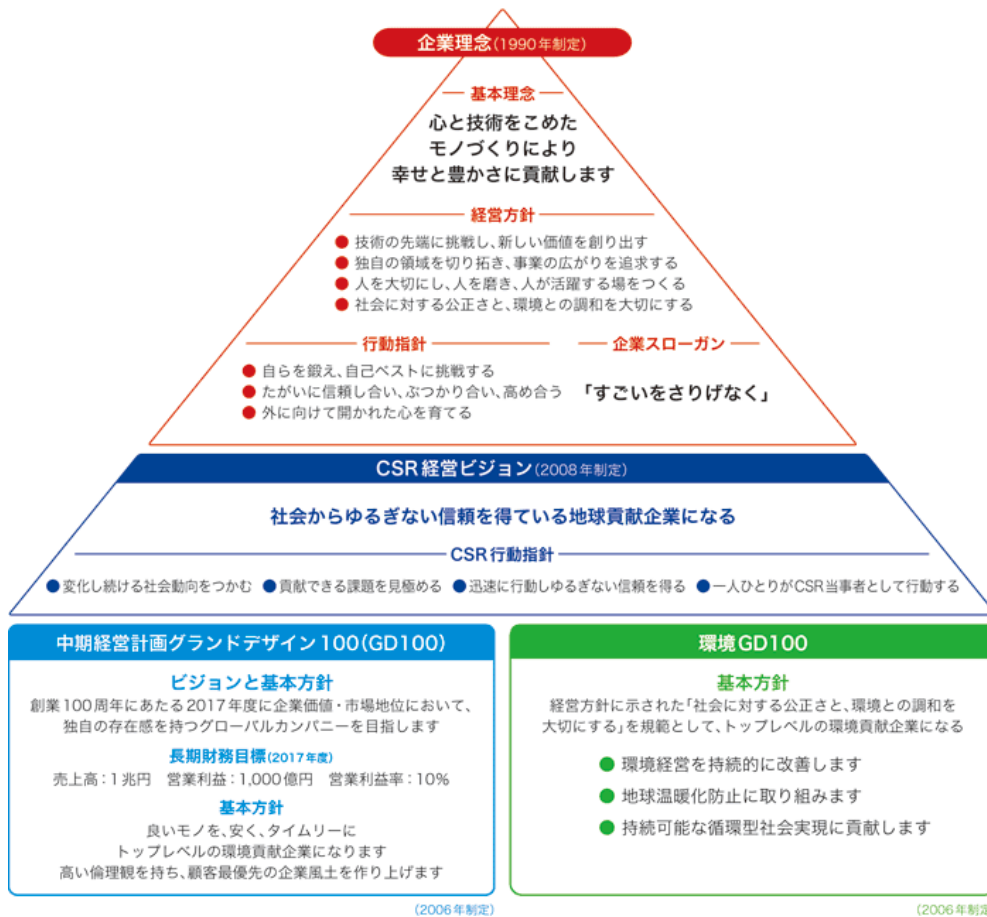 企業理念(1990年制定)
基本理念
心と技術をこめた
モノづくりにより
幸せと豊かさに貢献します
経営方針
● 技術の先端に挑戦し、新しい価値を創り出す
● 独自の領域を切り拓き、事業の広がりを追求する
● 人を大切にし、人を磨き、人が活躍する場をつくる
● 社会に対する公正さと、環境との調和を大切にする
行動指針
● 自らを鍛え、自己ベストに挑戦する
● たがいに信頼し合い、ぶつかり合い、高め合う
● 外に向けて開かれた心を育てる
企業スローガン
「すごいをさりげなく」
CSR経営ビジョン(2008年制定)
社会からゆるぎない信頼を得ている地球貢献企業になる
CSR行動指針
●変化し続ける社会動向をつかむ ●貢献できる課題を見極める ●迅速に行動しゆるぎない信頼を得る ●一人ひとりがCSR当事者として行動する
中期経営計画グランドデザイン100(GD100)
ビジョンと基本方針
創業100周年にあたる2017年度に企業価値・市場地位において、
独自の存在感を持つグローバルカンパニーを目指します
長期財務目標(2017年度)
売上高:1兆円 営業利益:1,000億円 営業利益率:10%
基本方針
良いモノを、安く、タイムリーに
トップレベルの環境貢献企業になります
高い倫理観を持ち、顧客最優先の企業風土を作り上げます
(2006年制定)
環境GD100
基本方針
経営方針に示された「社会に対する公正さと、環境との調和を
大切にする」を規範として、トップレベルの環境貢献企業になる
● 環境経営を持続的に改善します
● 地球温暖化防止に取り組みます
● 持続可能な循環型社会実現に貢献します
(2006年制定)